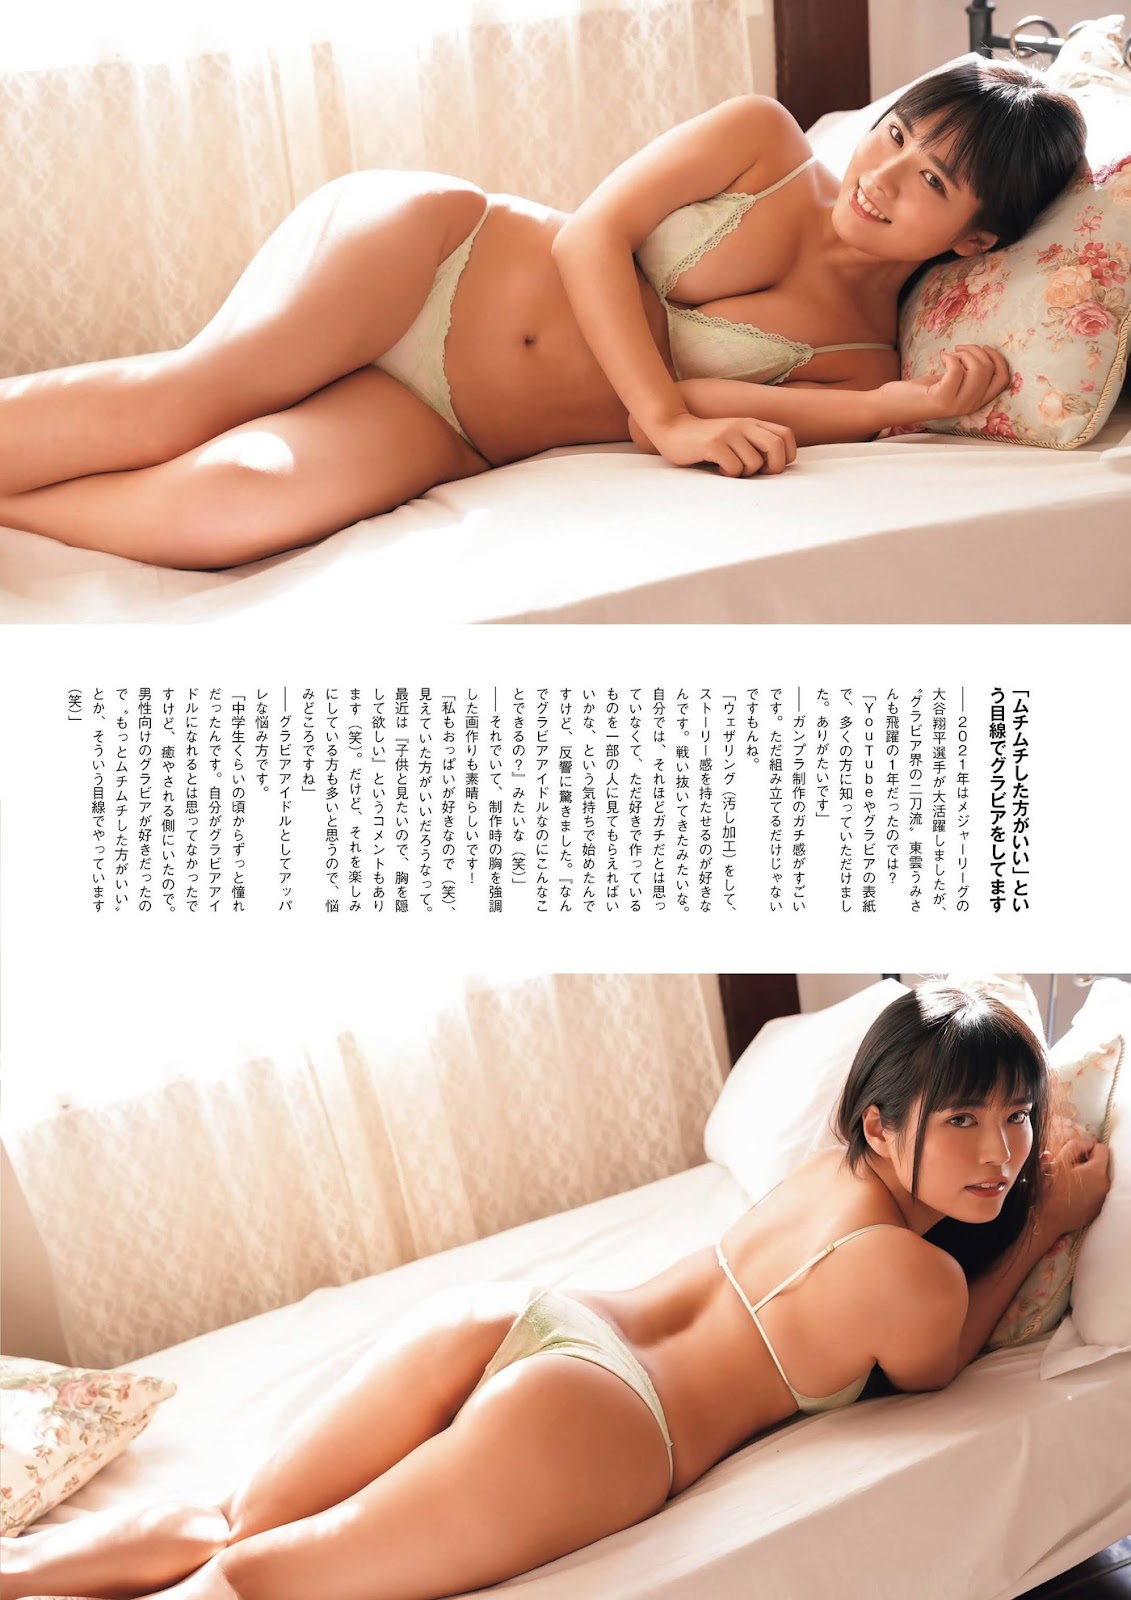 「ムチムチした方がいい」とい
う目線でグラビアをしてます
――2021年はメジャーリーグの
大谷翔平選手が大活躍しましたが、
〝グラビア界の二刀流〟東雲うみさ
んも飛躍の1年だったのでは？
「YouTubeやグラビアの表紙
で、多くの方に知っていただけまし
た。ありがたいです」
――ガンプラ制作のガチ感がすごい
です。ただ組み立てるだけじゃない
ですもんね。
「ウェザリング（汚し加工）をして、
ストーリー感を持たせるのが好きな
んです。戦い抜いてきたみたいな。
自分では、それほどガチだとは思っ
ていなくて、ただ好きで作っている
ものを一部の人に見てもらえればい
いかな、という気持ちで始めたんで
すけど、反響に驚きました。『なん
でグラビアアイドルなのにこんなこ
とできるの？』みたいな（笑）」
――それでいて、制作時の胸を強調
した画作りも素晴らしいです！
「私もおっぱいが好きなので（笑）、
見えていた方がいいだろうなって。
最近は『子供と見たいので、胸を隠
して欲しい』というコメントもあり
ます（笑）。だけど、それを楽しみ
にしている方も多いと思うので、悩
みどころですね」
――グラビアアイドルとしてアッパ
レな悩み方です。
「中学生くらいの頃からずっと憧れ
だったんです。自分がグラビアアイ
ドルになれるとは思ってなかったで
すけど、癒やされる側にいたので。
男性向けのグラビアが好きだったの
で〝もっとムチムチした方がいい〟
とか、そういう目線でやっています
（笑）」